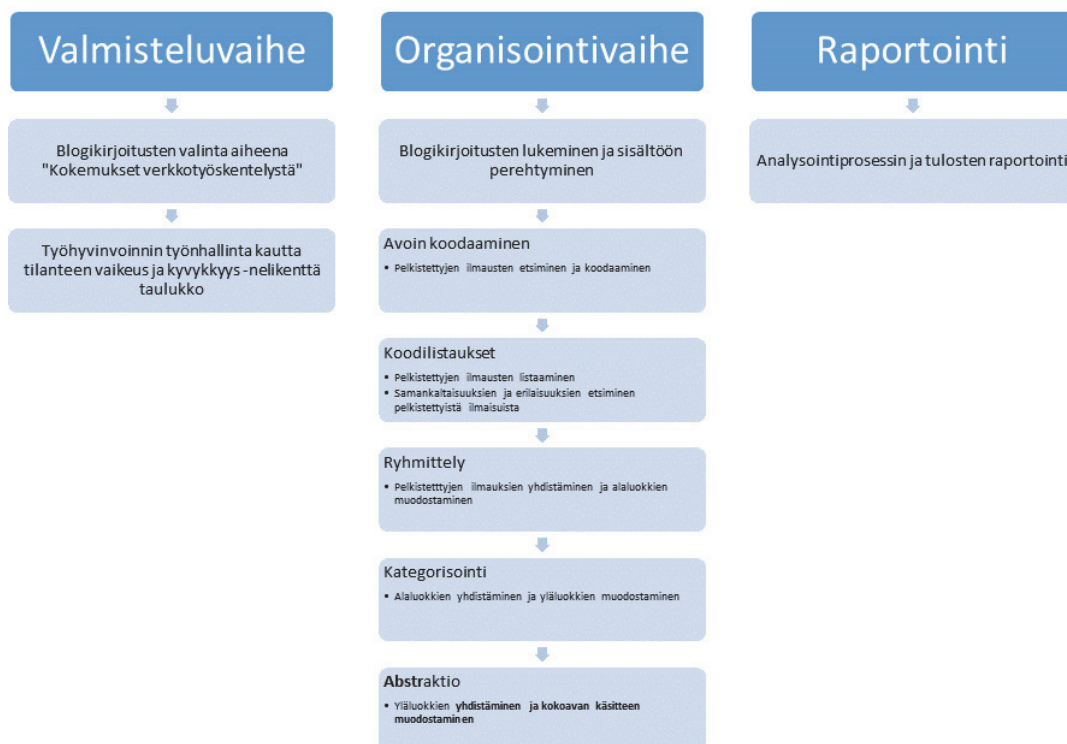 Valmisteluvaihe
Blogikirjoitusten valinta aiheena
"Kokemukset verkkotyöskentelystä"
Työhyvinvoinnin työnhallinta kautta
tilanteen vaikeus ja kyvykkyys -nelikenttä
taulukko
Organisointivaihe
Blogikirjoitusten lukeminen ja sisältöön
perehtyminen
Avoin koodaaminen
▪ Pelkistettyjen ilmausten etsiminen ja koodaaminen
Koodilistaukset
▪ Pelkistettyjen ilmausten listaaminen
▪ Samankaltaisuuksien ja erilaisuuksien etsiminen
pelkistettyistä ilmaisuista
Ryhmittely
▪ Pelkistetttyjen ilmauksien yhdistäminen ja alaluokkien
muodostaminen
Kategorisointi
▪ Alaluokkien yhdistäminen ja yläluokkien muodostaminen
Abstraktio
▪ Yläluokkien yhdistäminen ja kokoavan käsitteen
muodostaminen
Raportointi
Analysointiprosessin ja tulosten raportointi